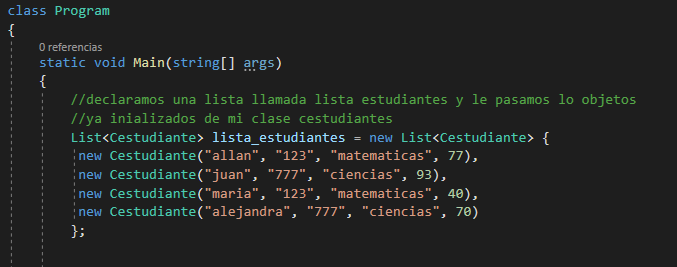 class Program
{
0 referencias
static void Main(string[] args)
{
//declaramos una lista llamada lista estudiantes y le pasamos lo objetos
//ya inializados de mi clase cestudiantes
List<Cestudiante> lista_estudiantes = new List<Cestudiante> {
new Cestudiante("allan", "123", "matematicas", 77),
new Cestudiante("juan", "777", "ciencias", 93),
new Cestudiante("maria", "123", "matematicas", 40),
new Cestudiante("alejandra", "777", "ciencias", 70)
};